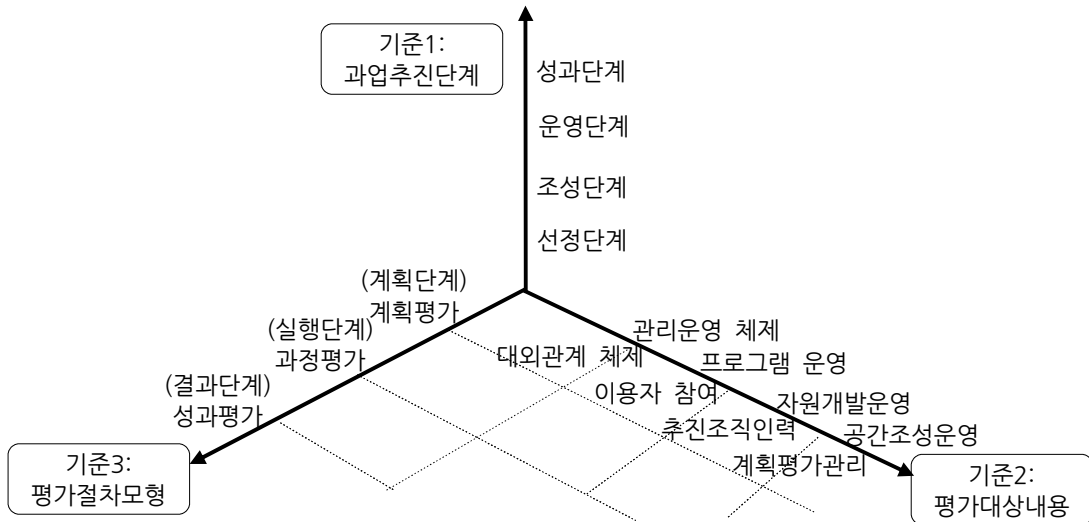 기준1:
과업추진단계
성과단계
운영단계
조성단계
선정단계
(계획단계)
계획평가
(실행단계)
과정평가
(결과단계)
성과평가
기준3:
평가절차모형
관리운영 체제
대외관계 체제
프로그램 운영
이용자 참여
자원개발운영
추진조직인력
공간조성운영
계획평가관리
기준2:
평가대상내용